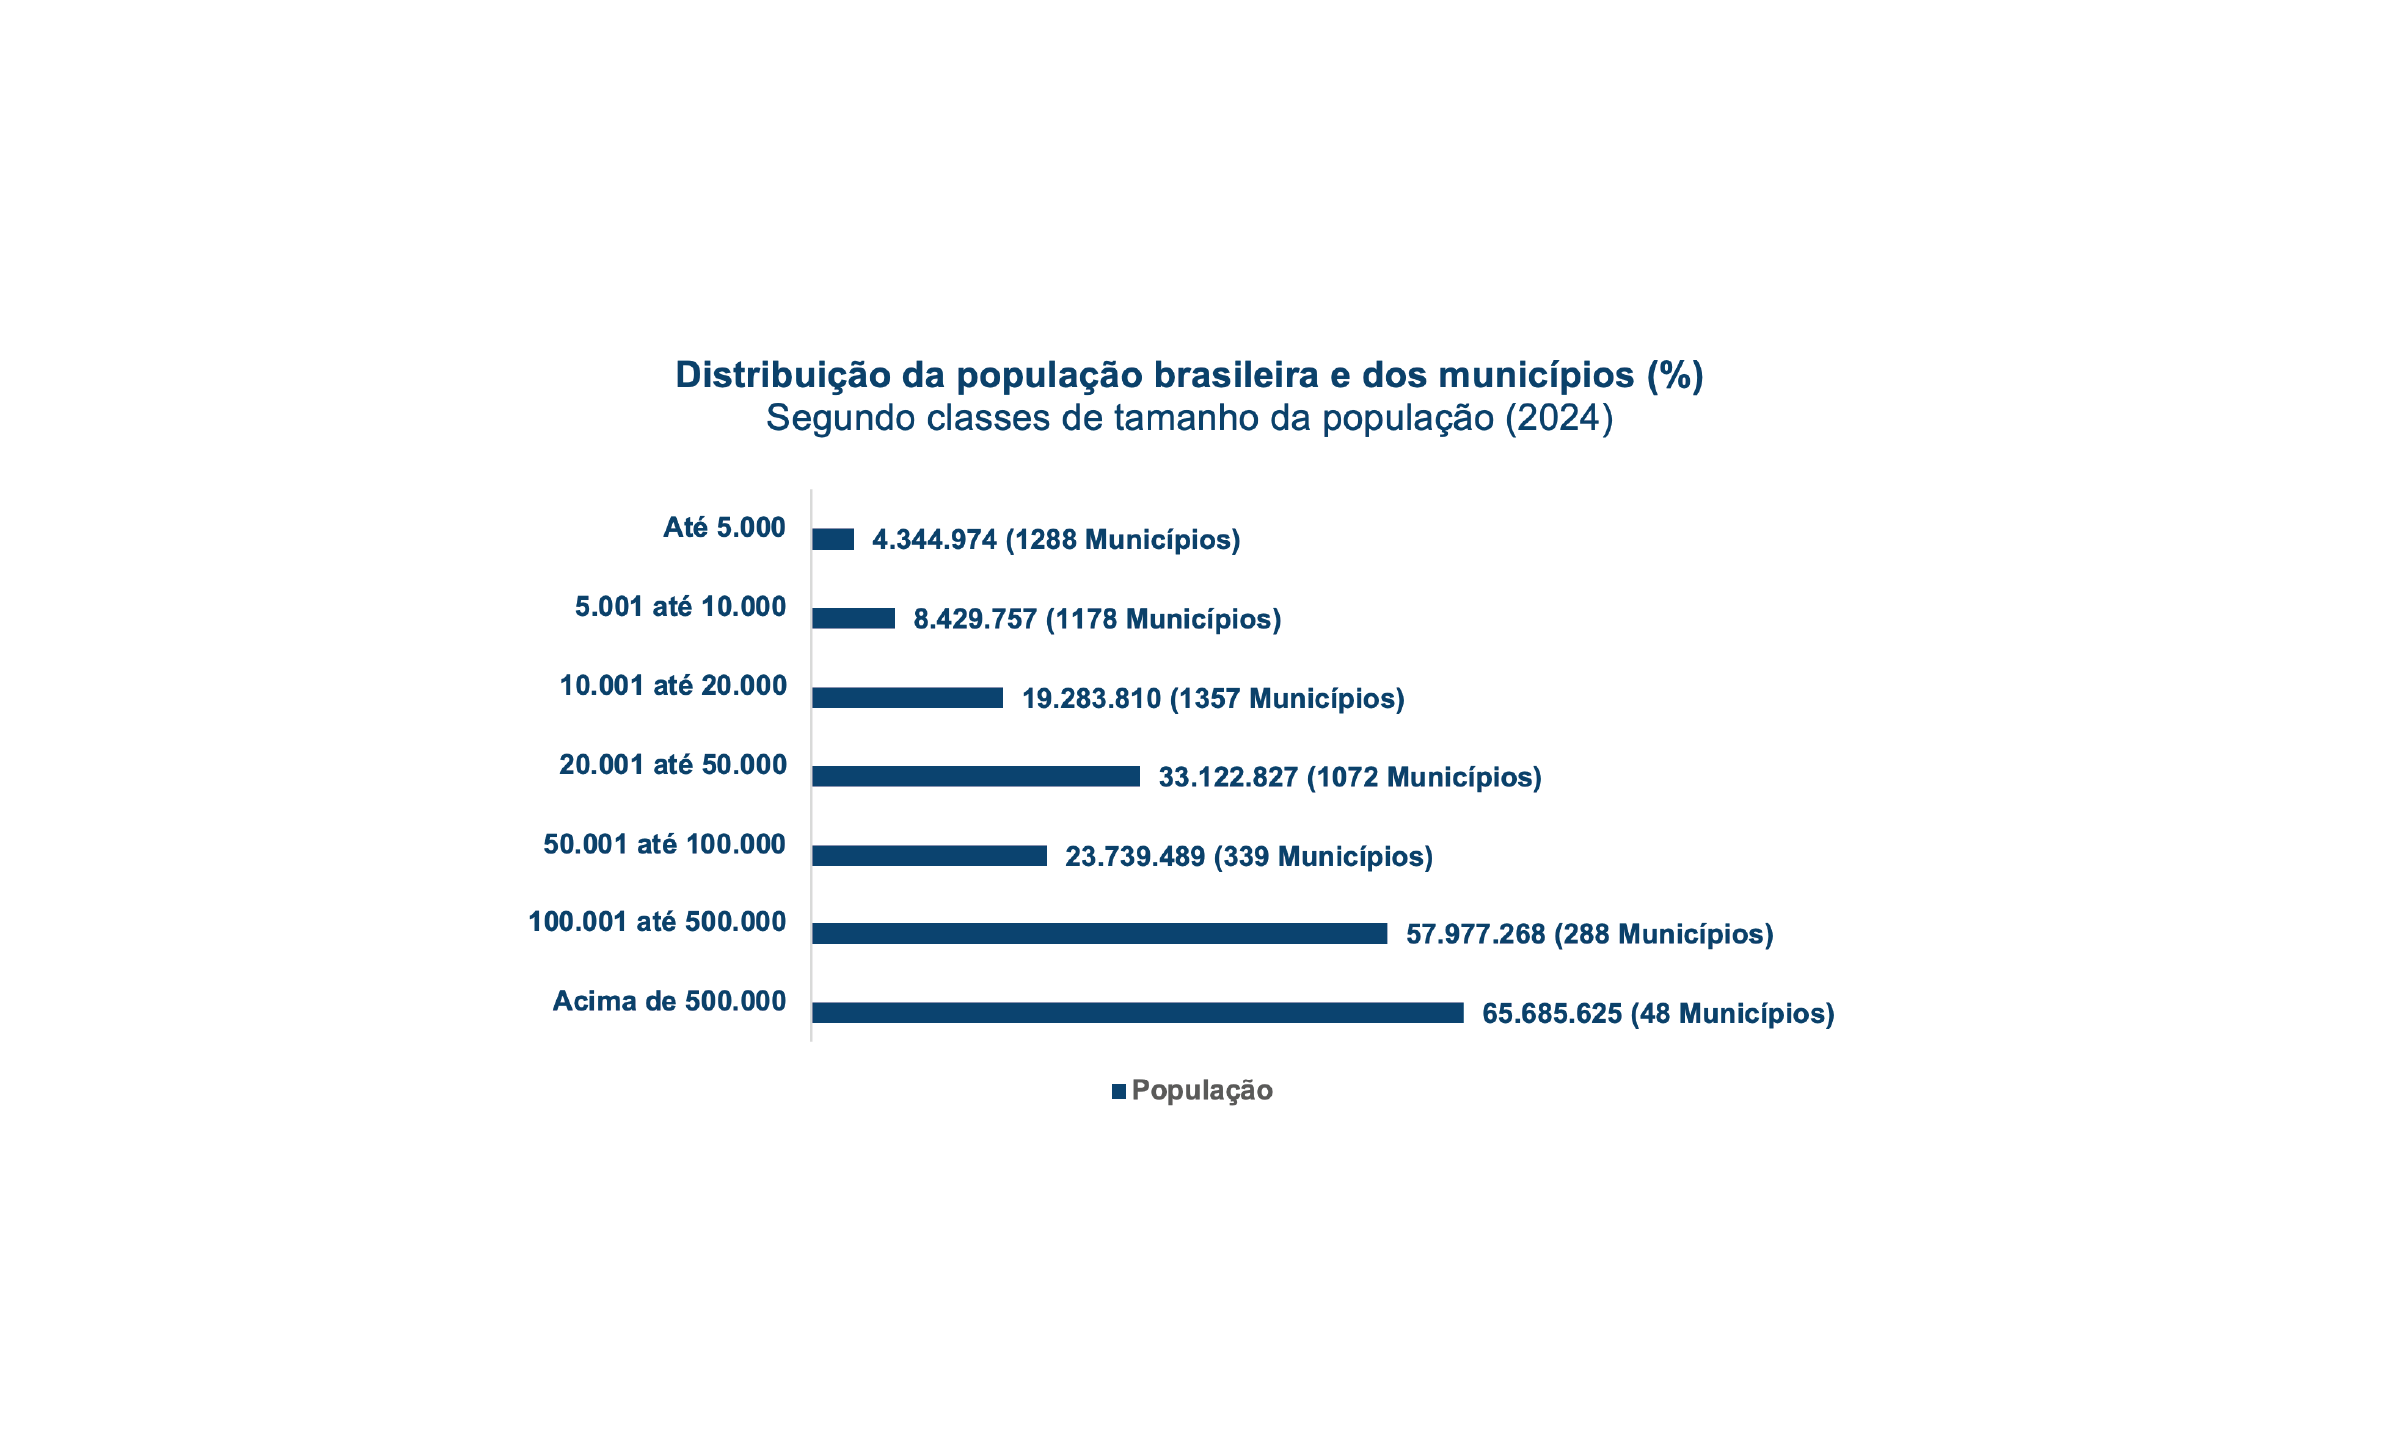 Distribuição da população brasileira e dos municípios (%)
Segundo classes de tamanho da população (2024)
Até 5.000
4.344.974 (1288 Municípios)
5.001 até 10.000
8.429.757 (1178 Municípios)
10.001 até 20.000
19.283.810 (1357 Municípios)
20.001 até 50.000
33.122.827 (1072 Municípios)
50.001 até 100.000
23.739.489 (339 Municípios)
100.001 até 500.000
57.977.268 (288 Municípios)
Acima de 500.000
65.685.625 (48 Municípios)
População